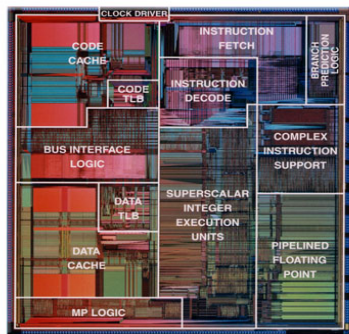 CLOCK DRIVER
CODE
CACHE
CODE
TLB
INSTRUCTION
FETCH
INSTRUCTION
DECODE
BRANCH
PREDICTION
LOGIC
BUS INTERFACE
LOGIC
COMPLEX
INSTRUCTION
SUPPORT
DATA
TLB
SUPERSCALAR
INTEGER
EXECUTION
UNITS
DATA
CACHE
PIPELINED
FLOATING
POINT
MP LOGIC